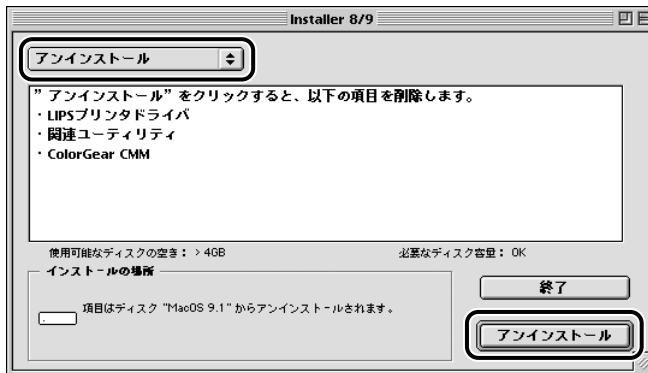 Installer 8/9
アンインストール
”アンインストール”をクリックすると、以下の項目を削除します。
・LIPSプリンタドライバ
・関連ユーティリティ
・ColorGear CMM
使用可能なディスクの空き：＞4GB
必要なディスク容量：OK
インストールの場所
項目はディスク "MacOS 9.1" からアンインストールされます。
終了
アンインストール